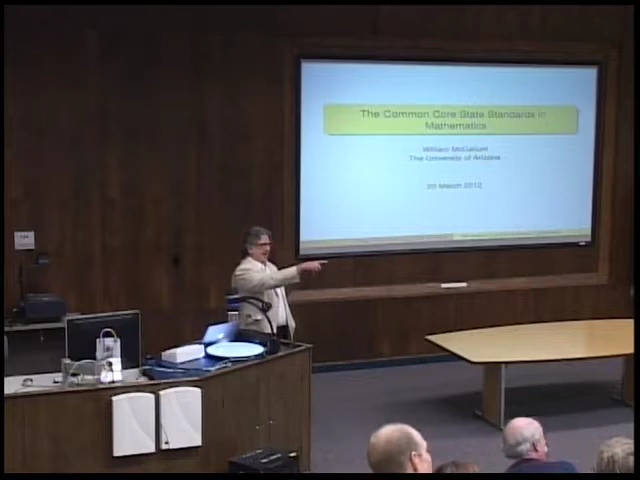 The Common Core State Standards in
Mathematics
William McCallum
The University of Arizona
20 March 2012